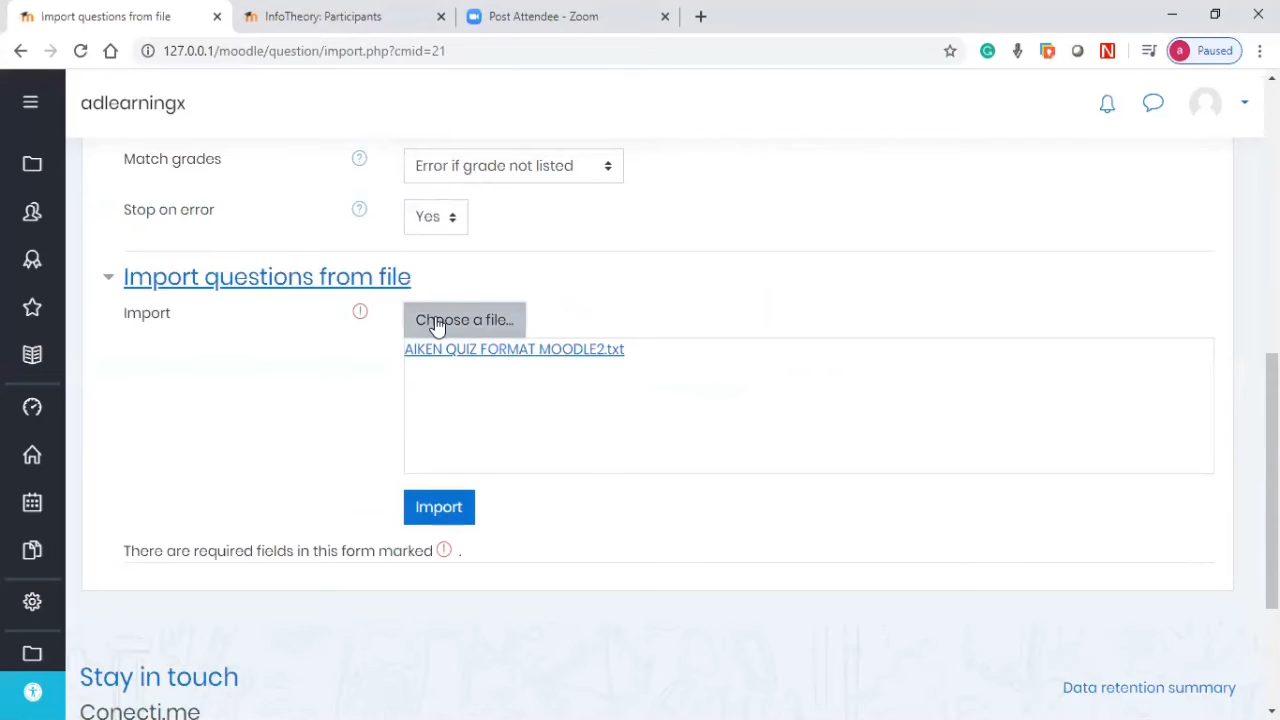 import questions from file
InfoTheory: Participants
Post Attendee - Zoom
127.0.0.1/moodle/question/import.php?cmid=21
N
a
Paused
adlearningx
Match grades
Error if grade not listed
Stop on error
Yes
Import questions from file
Import
Choose a file...
AIKEN QUIZ FORMAT MOODLE2.txt
Import
There are required fields in this form marked .
Stay in touch
Data retention summary
Conecti.me